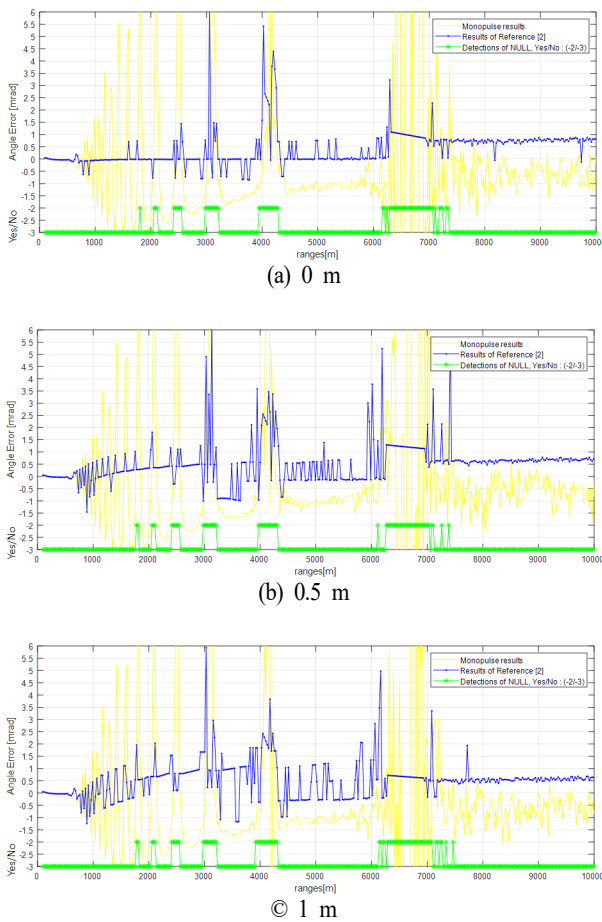 6
5.5
5
4.5
4
3.5
3
2.5
2
1.5
1
0.5
0
-0.5
-1
-1.5
-2
-3
Angle Error [mrad]
Yes/No
Monopulse results
Results of Reference [2]
Detections of NULL, Yes/No : (-2/-3)
0 1000 2000 3000 4000 5000 6000 7000 8000 9000 10000
ranges[m]
(a) 0 m
6
5.5
5
4.5
4
3.5
3
2.5
2
1.5
1
0.5
0
-0.5
-1
-1.5
-2
-3
Angle Error [mrad]
Yes/No
Monopulse results
Results of Reference [2]
Detections of NULL, Yes/No : (-2/-3)
0 1000 2000 3000 4000 5000 6000 7000 8000 9000 10000
ranges[m]
(b) 0.5 m
6
5.5
5
4.5
4
3.5
3
2.5
2
1.5
1
0.5
0
-0.5
-1
-1.5
-2
-3
Angle Error [mrad]
Yes/No
Monopulse results
Results of Reference [2]
Detections of NULL, Yes/No : (-2/-3)
0 1000 2000 3000 4000 5000 6000 7000 8000 9000 10000
ranges[m]
© 1 m